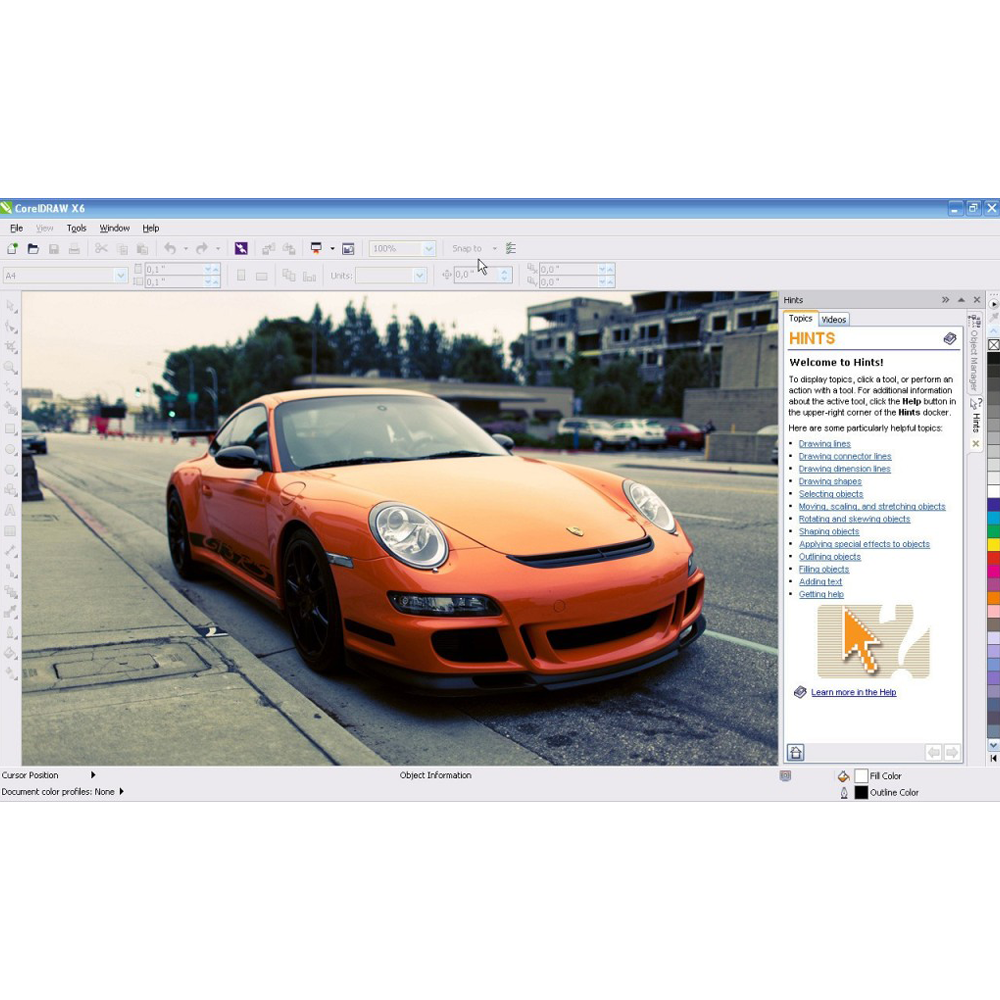 CorelDRAW X6
File View Tools Window Help
100% Snap to
A4 0,1 " 0,1 " Units: 0,0 " 0,0 " 0,0 "
Hints
Topics Videos
HINTS
Welcome to Hints!
To display topics, click a tool, or perform an
action with a tool. For additional information
about the active tool, click the Help button in
the upper-right corner of the Hints docker.
Here are some particularly helpful topics:
• Drawing lines
• Drawing connector lines
• Drawing dimension lines
• Drawing shapes
• Selecting objects
• Moving, scaling, and stretching objects
• Rotating and skewing objects
• Shaping objects
• Applying special effects to objects
• Outlining objects
• Filling objects
• Adding text
• Getting help
Learn more in the Help
Object Manager
Hints
GT3 RS
Cursor Position Object Information Fill Color
Document color profiles: None Outline Color